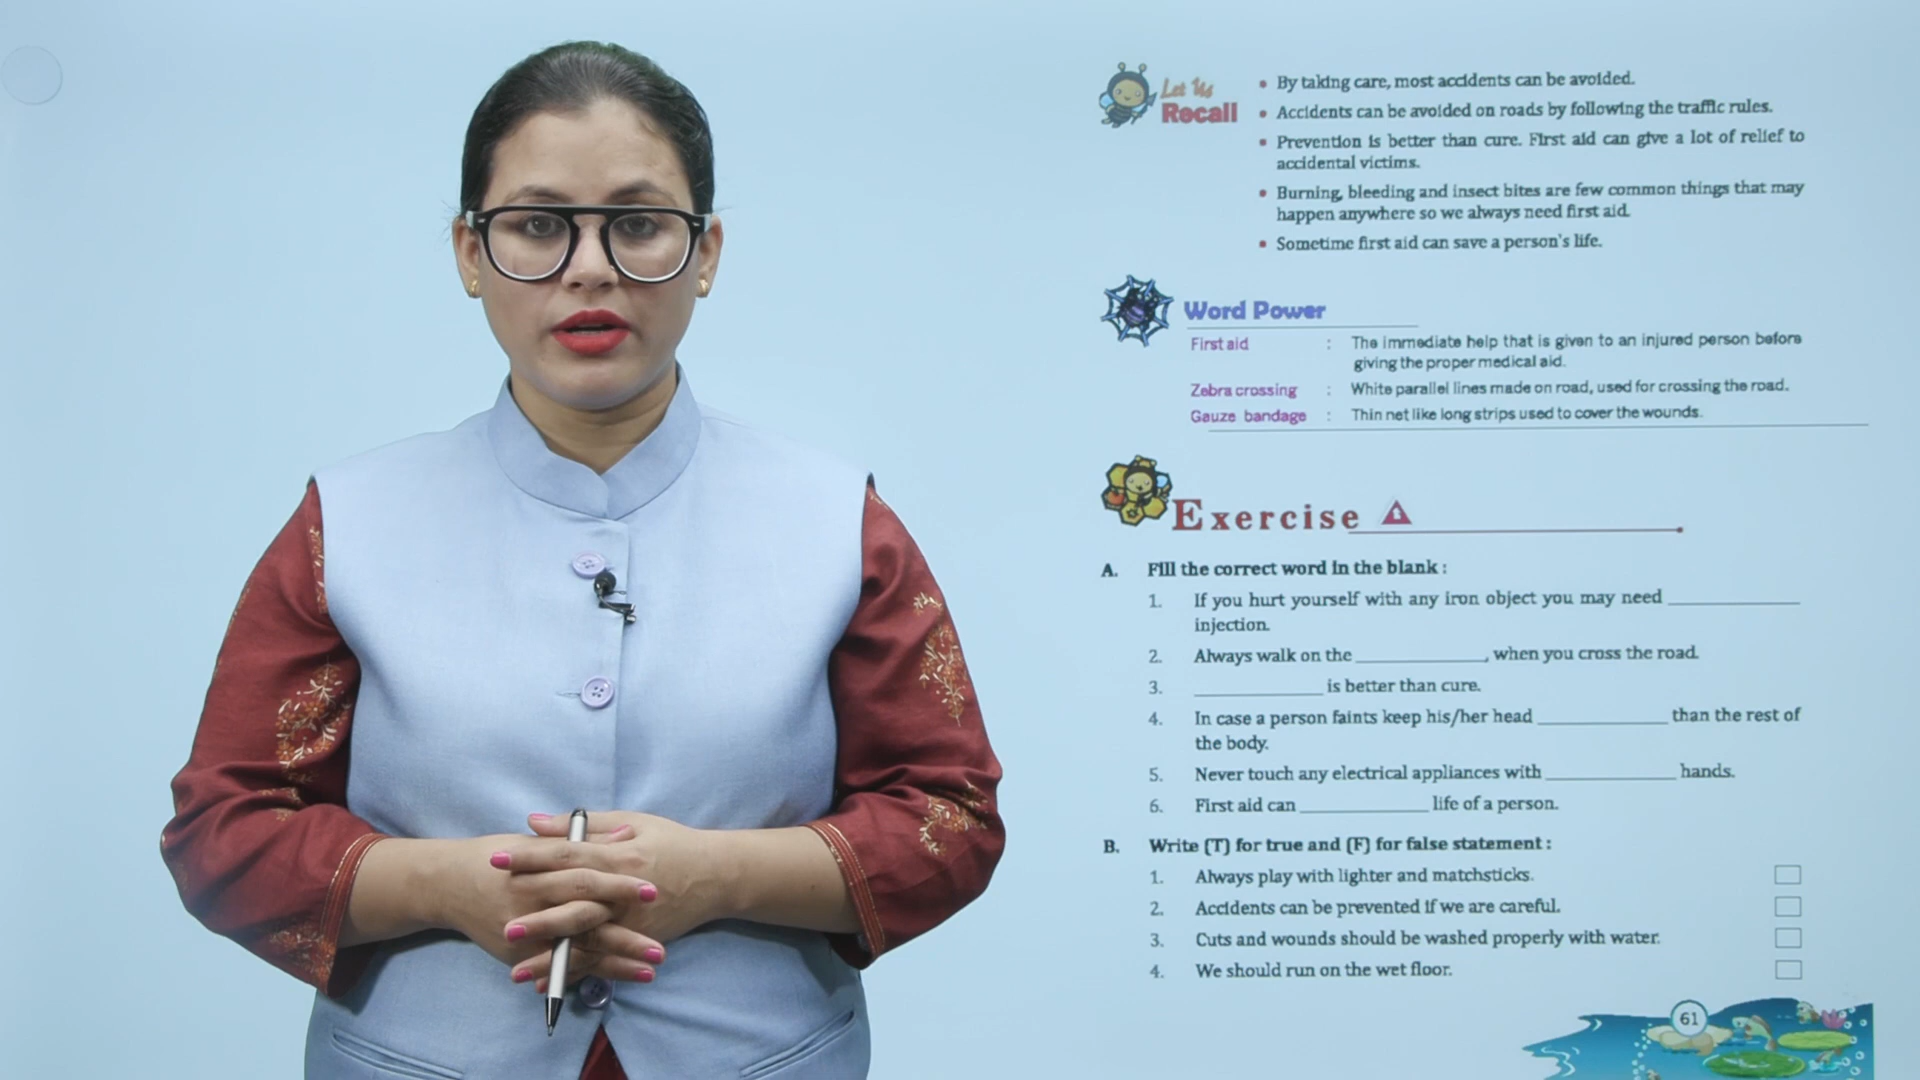 Let Us
Recall
• By taking care, most accidents can be avoided.
• Accidents can be avoided on roads by following the traffic rules.
• Prevention is better than cure. First aid can give a lot of relief to
accidental victims.
• Burning, bleeding and insect bites are few common things that may
happen anywhere so we always need first aid.
• Sometime first aid can save a person's life.
Word Power
First aid : The immediate help that is given to an injured person before
giving the proper medical aid.
Zebra crossing : White parallel lines made on road, used for crossing the road.
Gauze bandage : Thin net like long strips used to cover the wounds.
Exercise
A. Fill the correct word in the blank :
1. If you hurt yourself with any iron object you may need ____________
injection.
2. Always walk on the ____________, when you cross the road.
3. ____________ is better than cure.
4. In case a person faints keep his/her head ____________ than the rest of
the body.
5. Never touch any electrical appliances with ____________ hands.
6. First aid can ____________ life of a person.
B. Write (T) for true and (F) for false statement :
1. Always play with lighter and matchsticks.
2. Accidents can be prevented if we are careful.
3. Cuts and wounds should be washed properly with water.
4. We should run on the wet floor.
61